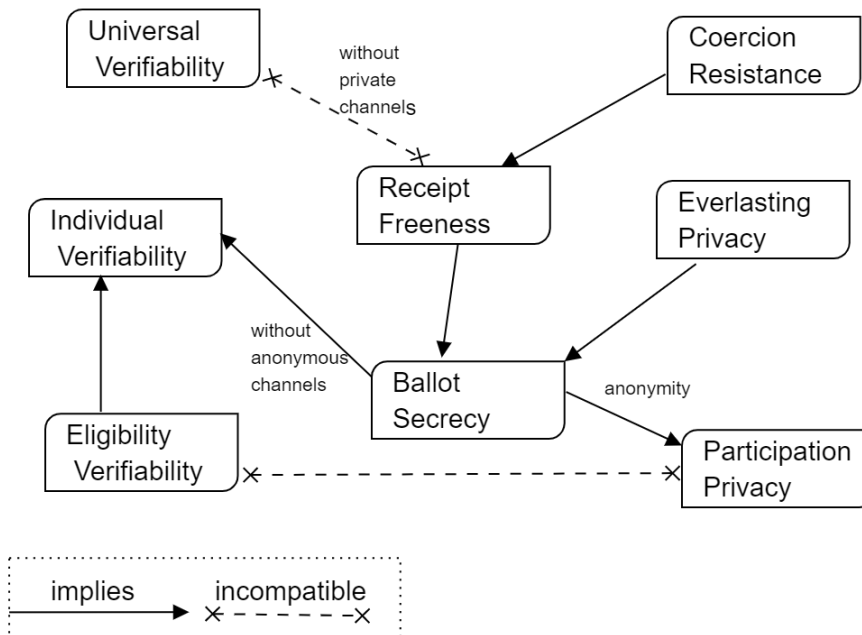 Universal
Verifiability
without
private
channels
Coercion
Resistance
Receipt
Freeness
Individual
Verifiability
Everlasting
Privacy
without
anonymous
channels
Ballot
Secrecy
anonymity
Eligibility
Verifiability
Participation
Privacy
implies
incompatible